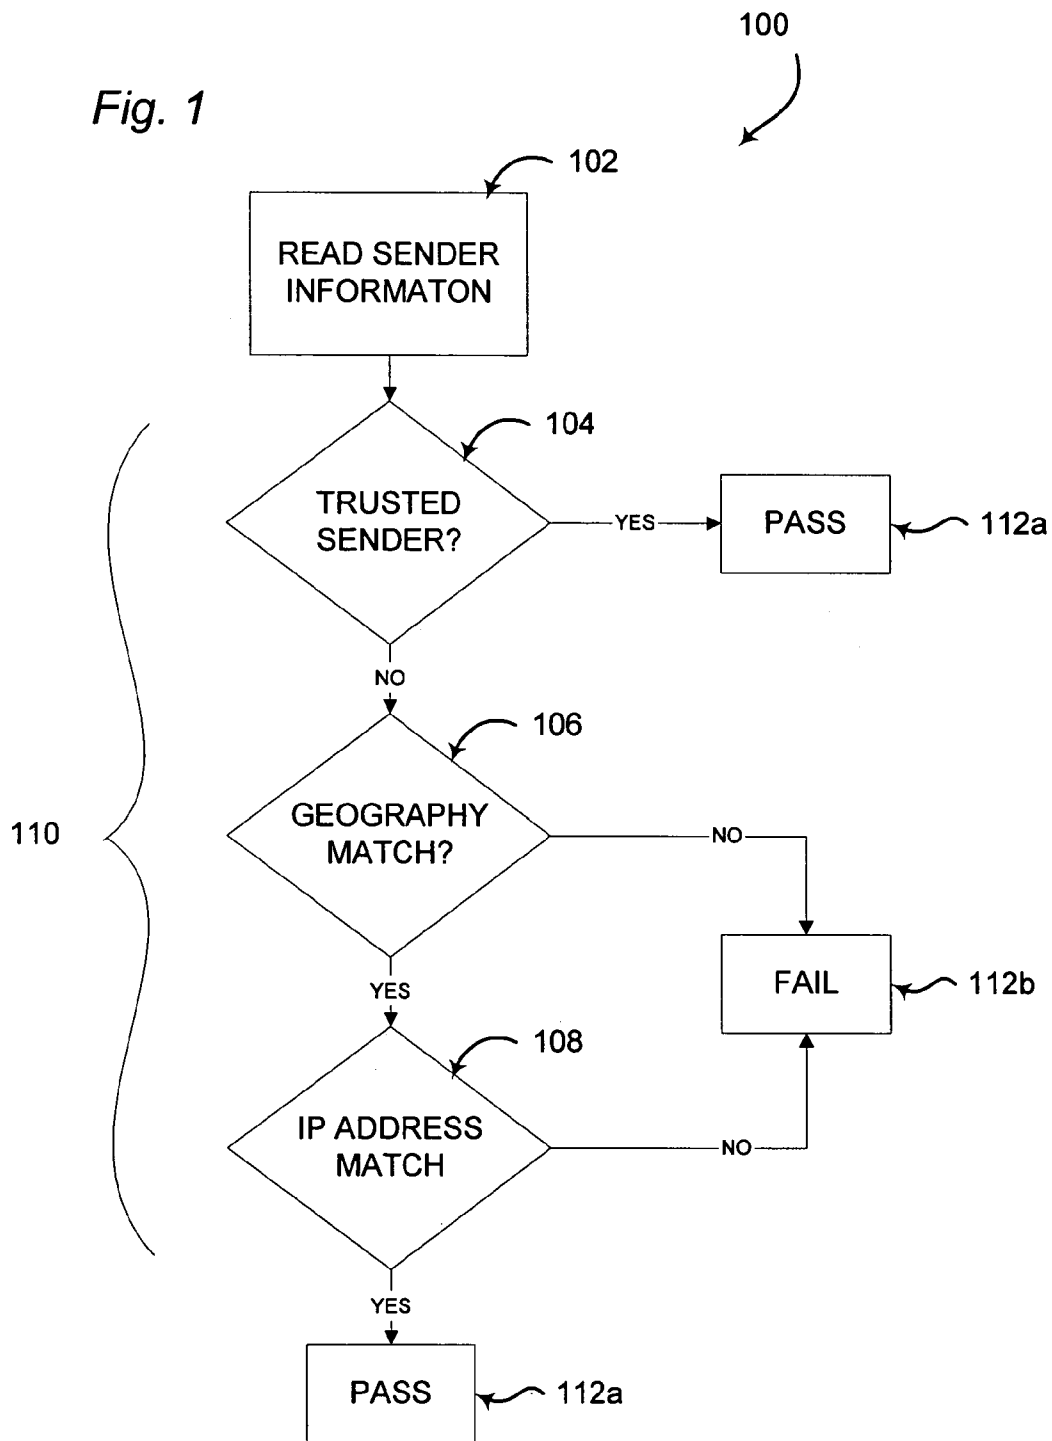 100
Fig. 1
102
READ SENDER
INFORMATON
104
TRUSTED
SENDER?
YES
PASS
112a
NO
106
GEOGRAPHY
MATCH?
NO
110
FAIL
112b
YES
108
IP ADDRESS
MATCH
NO
YES
PASS
112a